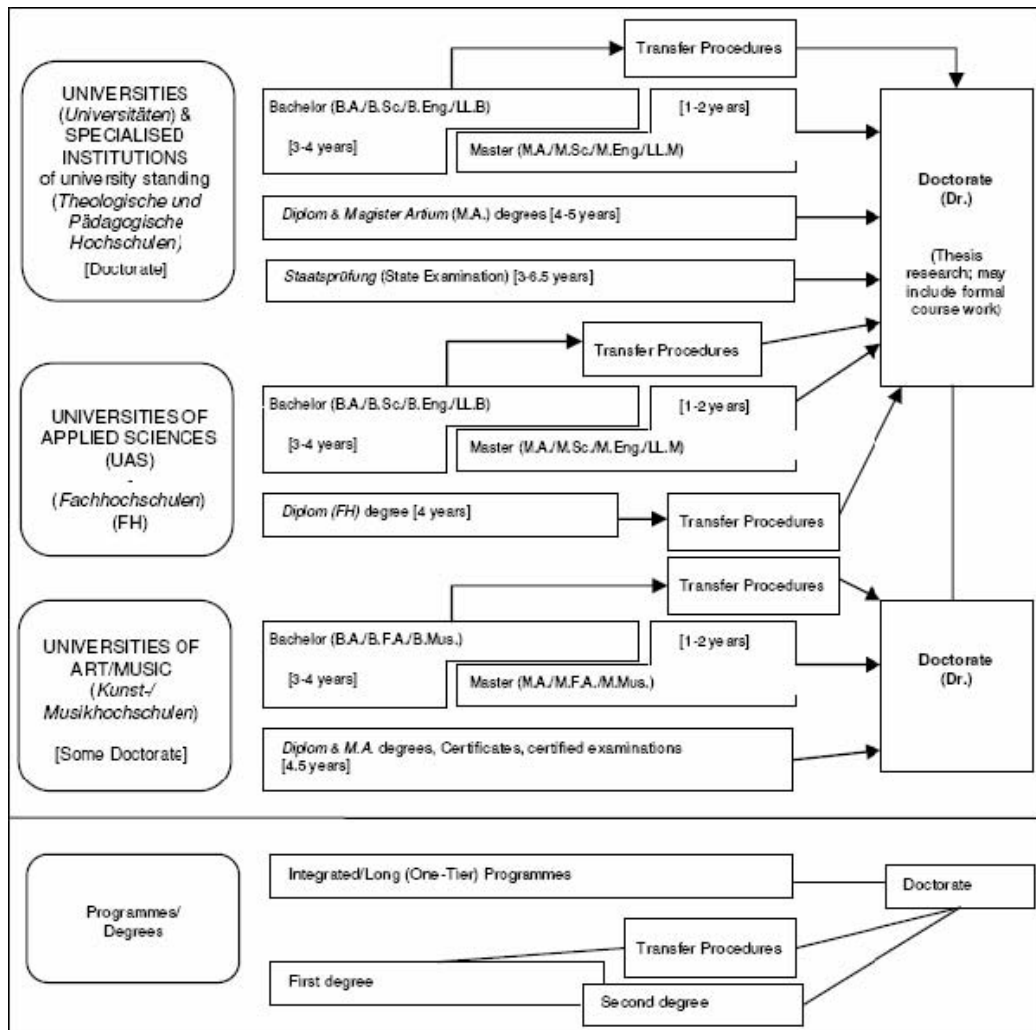 Transfer Procedures
UNIVERSITIES
(Universitäten) &
SPECIALISED
INSTITUTIONS
of university standing
(Theologische und
Pädagogische
Hochschulen)
[Doctorate]
Bachelor (B.A./B.Sc./B.Eng./LL.B)
[3-4 years]
[1-2 years]
Master (M.A./M.Sc./M.Eng./LL.M)
Diplom & Magister Artium (M.A.) degrees [4-5 years]
Staatsprüfung (State Examination) [3-6.5 years]
Doctorate
(Dr.)
(Thesis
research; may
include formal
course work)
UNIVERSITIES OF
APPLIED SCIENCES
(UAS)
-
(Fachhochschulen)
(FH)
Transfer Procedures
Bachelor (B.A./B.Sc./B.Eng./LL.B)
[3-4 years]
[1-2 years]
Master (M.A./M.Sc./M.Eng./LL.M)
Diplom (FH) degree [4 years]
Transfer Procedures
UNIVERSITIES OF
ART/MUSIC
(Kunst-/
Musikhochschulen)
[Some Doctorate]
Transfer Procedures
Bachelor (B.A./B.F.A./B.Mus.)
[3-4 years]
[1-2 years]
Master (M.A./M.F.A./M.Mus.)
Diplom & M.A. degrees, Certificates, certified examinations
[4.5 years]
Doctorate
(Dr.)
Programmes/
Degrees
Integrated/Long (One-Tier) Programmes
Doctorate
Transfer Procedures
First degree
Second degree